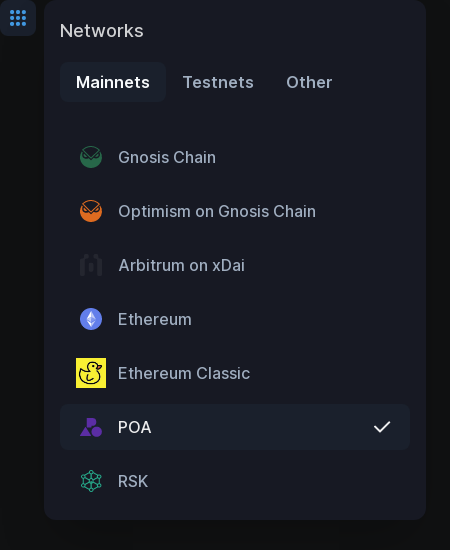 Networks
Mainnets Testnets Other
Gnosis Chain
Optimism on Gnosis Chain
Arbitrum on xDai
Ethereum
Ethereum Classic
POA
RSK